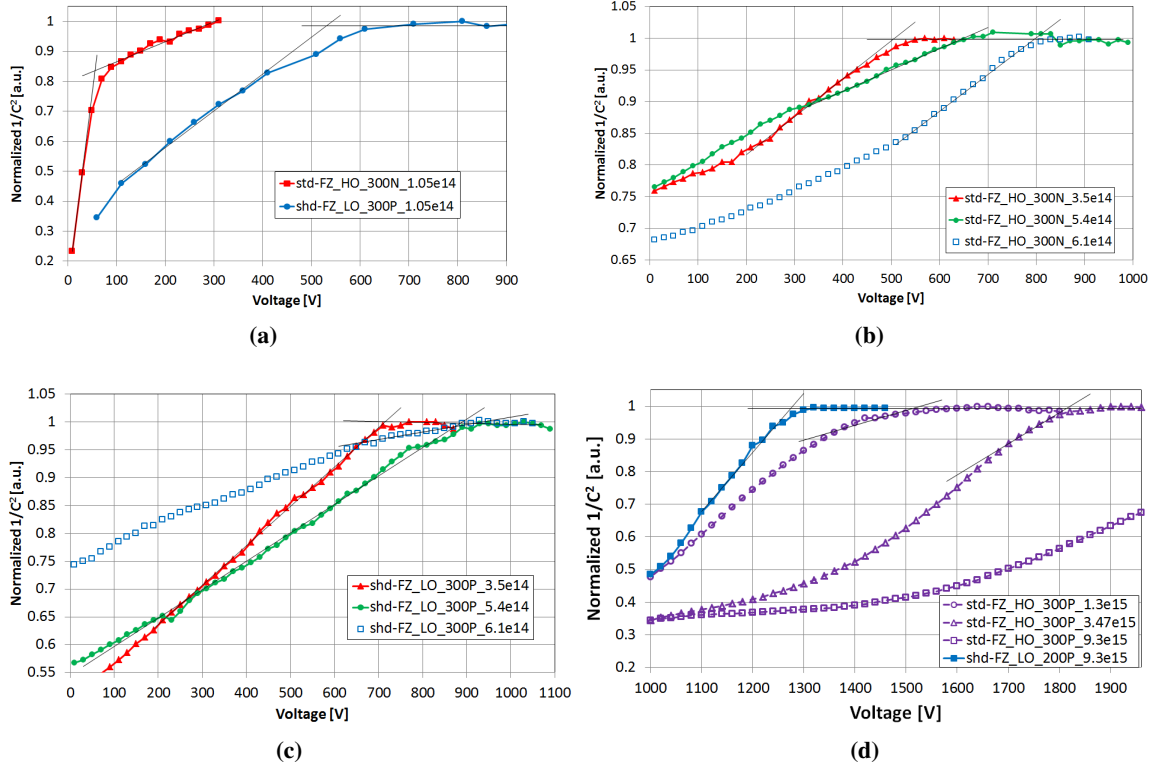 1
0.9
0.8
0.7
0.6
0.5
0.4
0.3
0.2
Normalized 1/C² [a.u.]
std-FZ_HO_300N_1.05e14
shd-FZ_LO_300P_1.05e14
0 100 200 300 400 500 600 700 800 900
Voltage [V]
(a)
1.05
1
0.95
0.9
0.85
0.8
0.75
0.7
0.65
Normalized 1/C² [a.u.]
std-FZ_HO_300N_3.5e14
std-FZ_HO_300N_5.4e14
std-FZ_HO_300N_6.1e14
0 100 200 300 400 500 600 700 800 900 1000
Voltage [V]
(b)
1.05
1
0.95
0.9
0.85
0.8
0.75
0.7
0.65
0.6
0.55
Normalized 1/C² [a.u.]
shd-FZ_LO_300P_3.5e14
shd-FZ_LO_300P_5.4e14
shd-FZ_LO_300P_6.1e14
0 100 200 300 400 500 600 700 800 900 1000 1100
Voltage [V]
(c)
1
0.9
0.8
0.7
0.6
0.5
0.4
0.3
0.2
Normalized 1/C² [a.u.]
std-FZ_HO_300P_1.3e15
std-FZ_HO_300P_3.47e15
std-FZ_HO_300P_9.3e15
shd-FZ_LO_200P_9.3e15
1000 1100 1200 1300 1400 1500 1600 1700 1800 1900
Voltage [V]
(d)